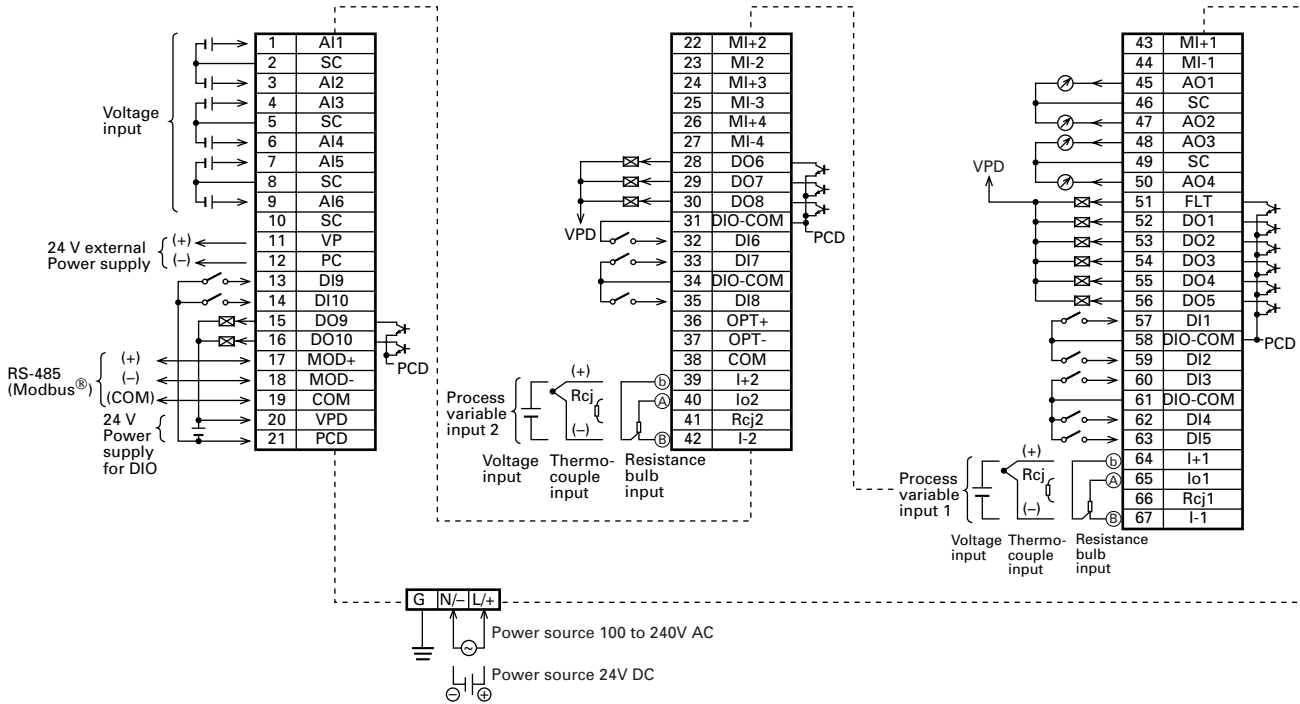 1 AI1
2 SC
3 AI2
4 AI3
5 SC
6 AI4
7 AI5
8 SC
9 AI6
10 SC
11 VP
12 PC
13 DI9
14 DI10
15 DO9
16 DO10
17 MOD+
18 MOD-
19 COM
20 VPD
21 PCD
Voltage
input
24 V external
Power supply
(+)
(–)
RS-485
(Modbus®)
(+)
(–)
(COM)
24 V
Power
supply
for DIO
PCD
22 MI+2
23 MI-2
24 MI+3
25 MI-3
26 MI+4
27 MI-4
28 DO6
29 DO7
30 DO8
31 DIO-COM
32 DI6
33 DI7
34 DIO-COM
35 DI8
36 OPT+
37 OPT-
38 COM
39 I+2
40 Io2
41 Rcj2
42 I-2
VPD
PCD
Process
variable
input 2
(+)
Rcj
(–)
b
A
B
Voltage
input
Thermo-
couple
input
Resistance
bulb
input
43 MI+1
44 MI-1
45 AO1
46 SC
47 AO2
48 AO3
49 SC
50 AO4
51 FLT
52 DO1
53 DO2
54 DO3
55 DO4
56 DO5
57 DI1
58 DIO-COM
59 DI2
60 DI3
61 DIO-COM
62 DI4
63 DI5
64 I+1
65 Io1
66 Rcj1
67 I-1
VPD
PCD
Process
variable
input 1
(+)
Rcj
(–)
b
A
B
Voltage
input
Thermo-
couple
input
Resistance
bulb
input
G N/– L/+
Power source 100 to 240V AC
Power source 24V DC